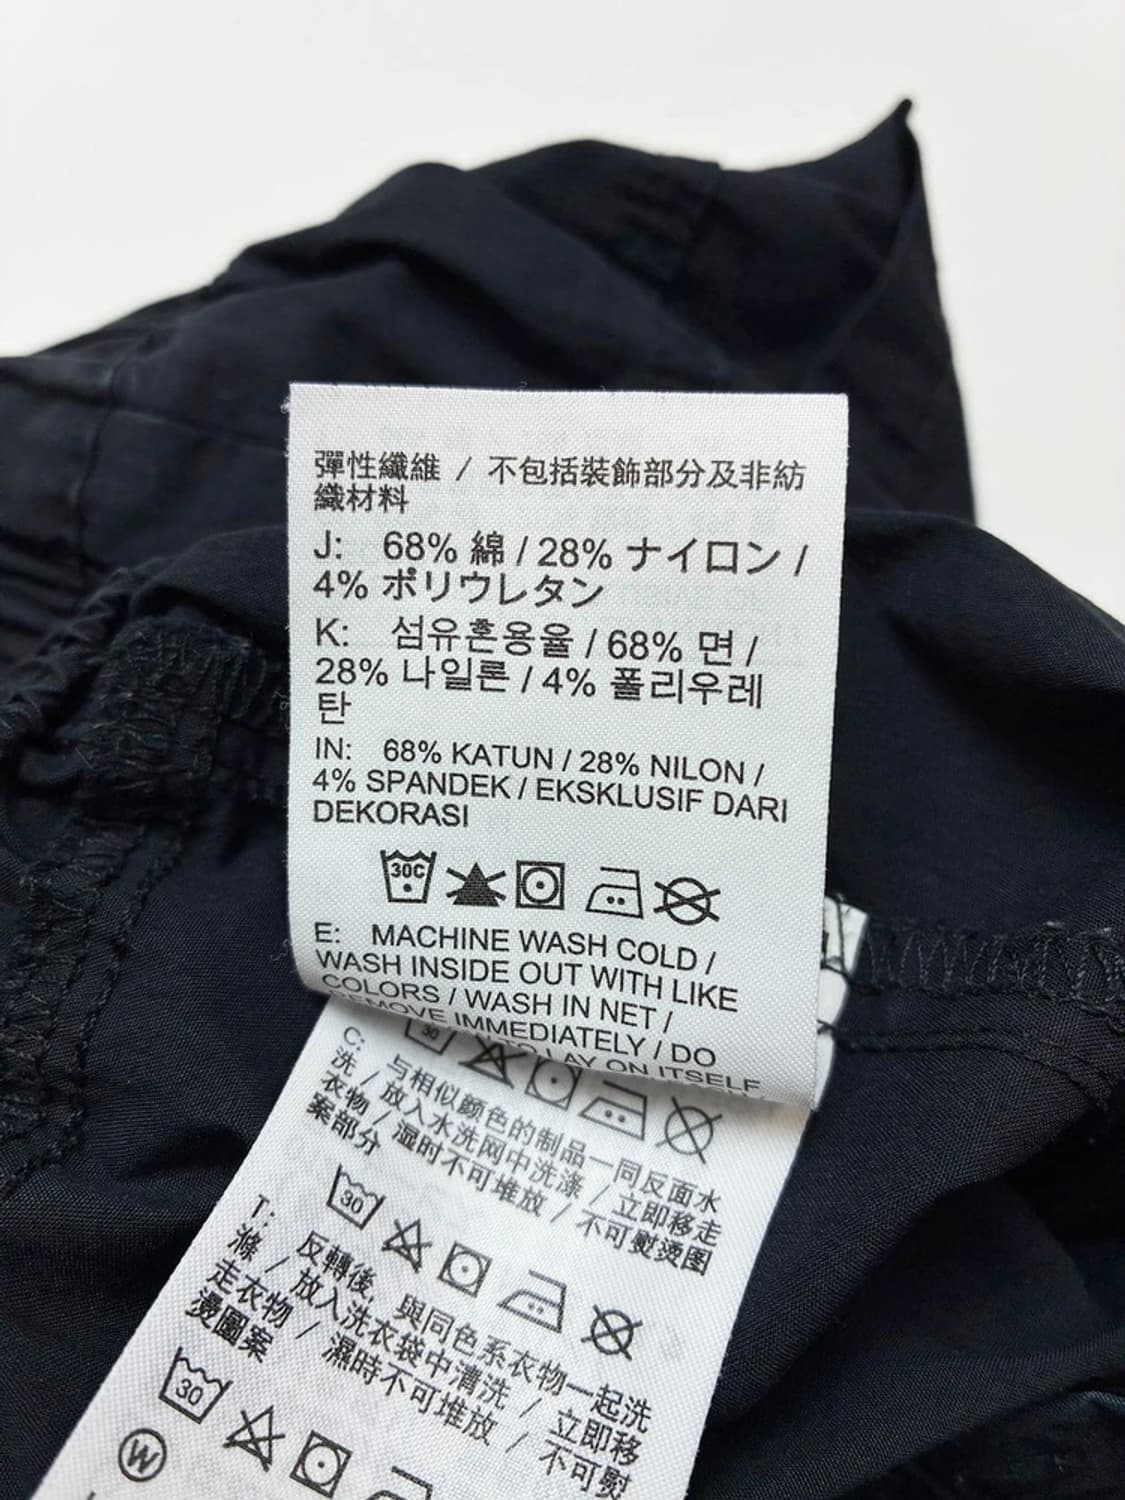 彈性纖維 / 不包括裝飾部分及非紡
織材料
J: 68% 綿 / 28% ナイロン /
4% ポリウレタン
K: 섬유혼용율 / 68% 면 /
28% 나일론 / 4% 폴리우레
탄
IN: 68% KATUN / 28% NILON /
4% SPANDEK / EKSKLUSIF DARI
DEKORASI
30C
E: MACHINE WASH COLD /
WASH INSIDE OUT WITH LIKE
COLORS / WASH IN NET /
REMOVE IMMEDIATELY / DO
TO LAY ON ITSELF
30
C: 与相似颜色的制品一同反面水
洗 / 放入水洗网中洗涤 / 立即移走
衣物 / 湿时不可堆放 / 不可熨烫图
案部分
30
T: 反轉後, 與同色系衣物一起洗
滌 / 放入洗衣袋中清洗 / 立即移
走衣物 / 濕時不可堆放 / 不可熨
燙圖案
30
W